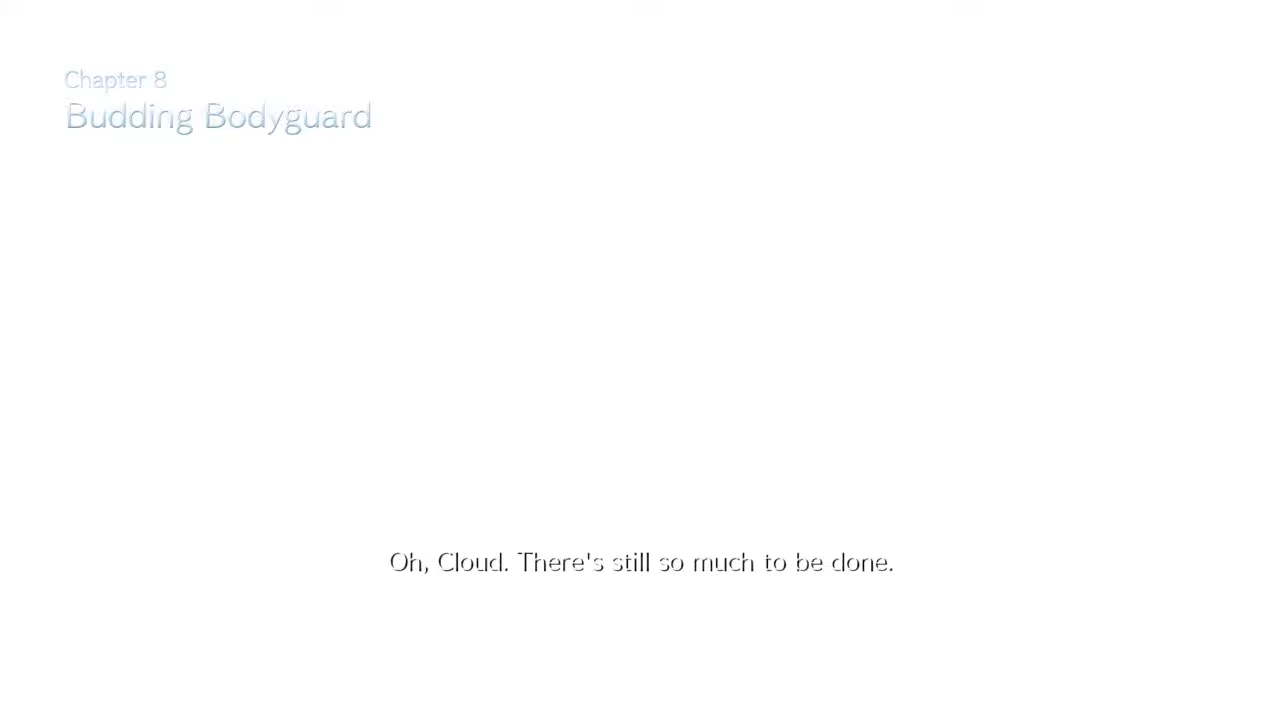 Chapter 8
Budding Bodyguard
Oh, Cloud. There's still so much to be done.